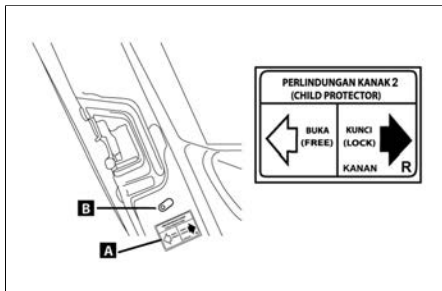 PERLINDUNGAN KANAK 2
(CHILD PROTECTOR)
BUKA
(FREE)
KUNCI
(LOCK)
KANAN
R
B
A